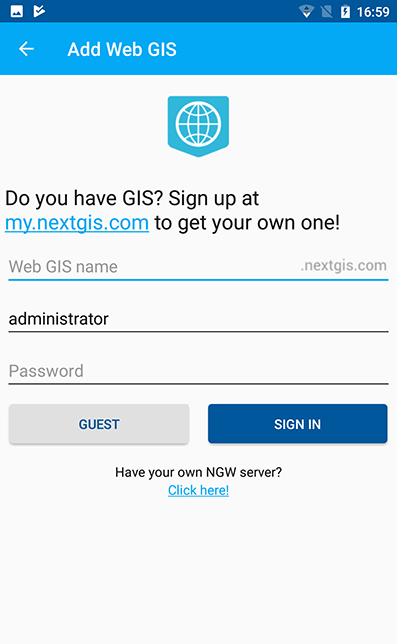 16:59
Add Web GIS
Do you have GIS? Sign up at
my.nextgis.com to get your own one!
Web GIS name .nextgis.com
administrator
Password
GUEST SIGN IN
Have your own NGW server?
Click here!